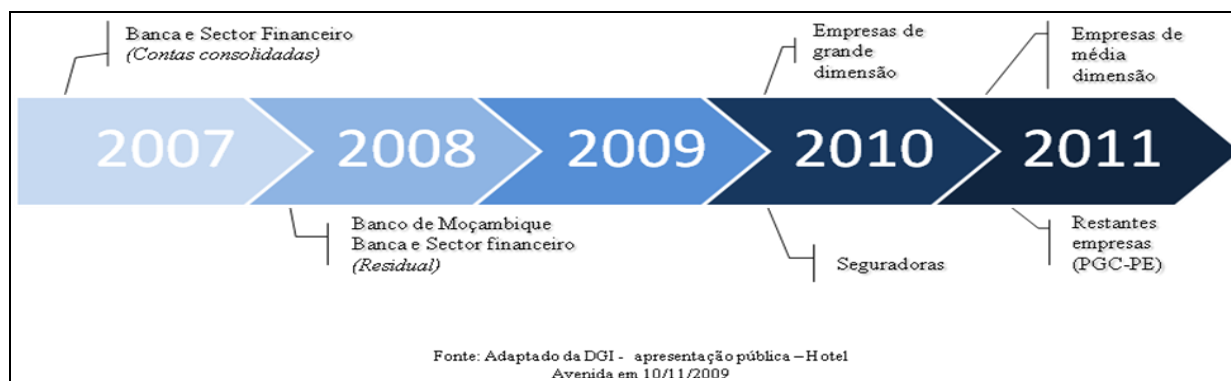 Banca e Sector Financeiro
(Contas consolidadas)
Empresas de
grande
dimensão
Empresas de
média
dimensão
2007
2008
2009
2010
2011
Banco de Moçambique
Banca e Sector financeiro
(Residual)
Seguradoras
Restantes
empresas
(PGC-PE)
Fonte: Adaptado da DGI - apresentação pública – Hotel
Avenida em 10/11/2009